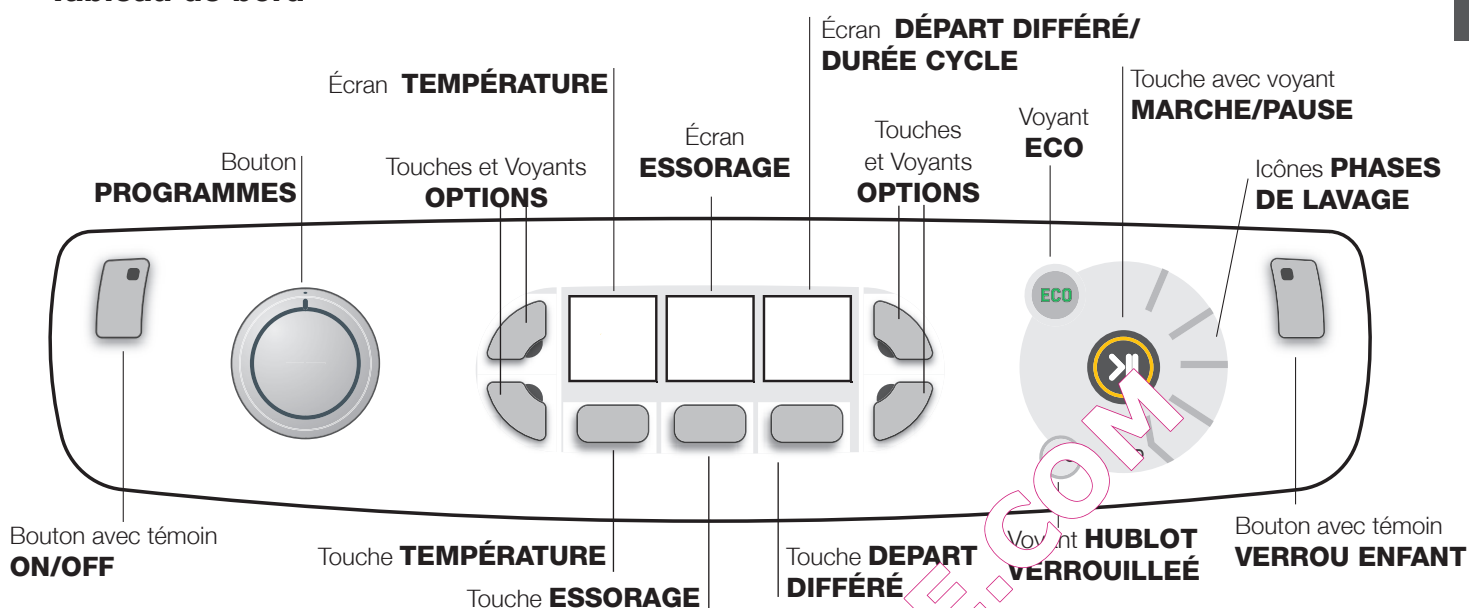 Écran DÉPART DIFFÉRÉ/
DURÉE CYCLE
Écran TEMPÉRATURE
Touche avec voyant
MARCHE/PAUSE
Voyant
ECO
Touches
et Voyants
OPTIONS
Écran
ESSORAGE
Bouton
PROGRAMMES
Touches et Voyants
OPTIONS
Icônes PHASES
DE LAVAGE
ECO
Bouton avec témoin
ON/OFF
Touche TEMPÉRATURE
Touche ESSORAGE
Touche DEPART
DIFFÉRÉ
Voyant HUBLOT
VERROUILLEÉ
Bouton avec témoin
VERROU ENFANT
E.COM